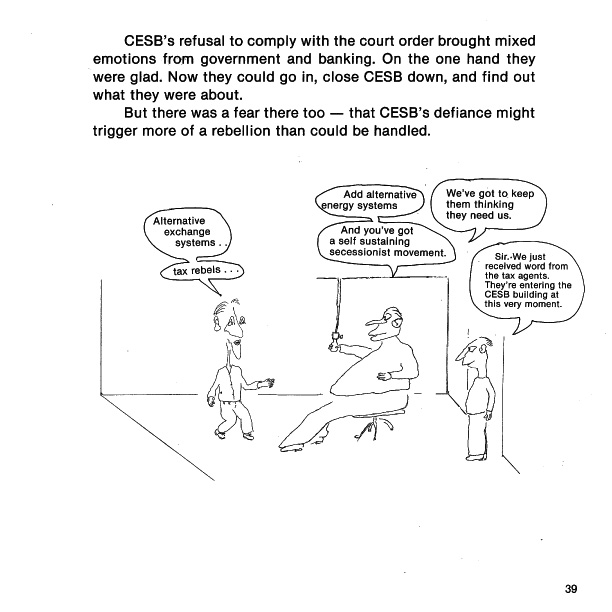 CESB's refusal to comply with the court order brought mixed
emotions from government and banking. On the one hand they
were glad. Now they could go in, close CESB down, and find out
what they were about.
But there was a fear there too — that CESB's defiance might
trigger more of a rebellion than could be handled.
Alternative
exchange
systems . .
tax rebels . . .
Add alternative
energy systems
And you've got
a self sustaining
secessionist movement.
We've got to keep
them thinking
they need us.
Sir.-We just
received word from
the tax agents.
They're entering the
CESB building at
this very moment.
39